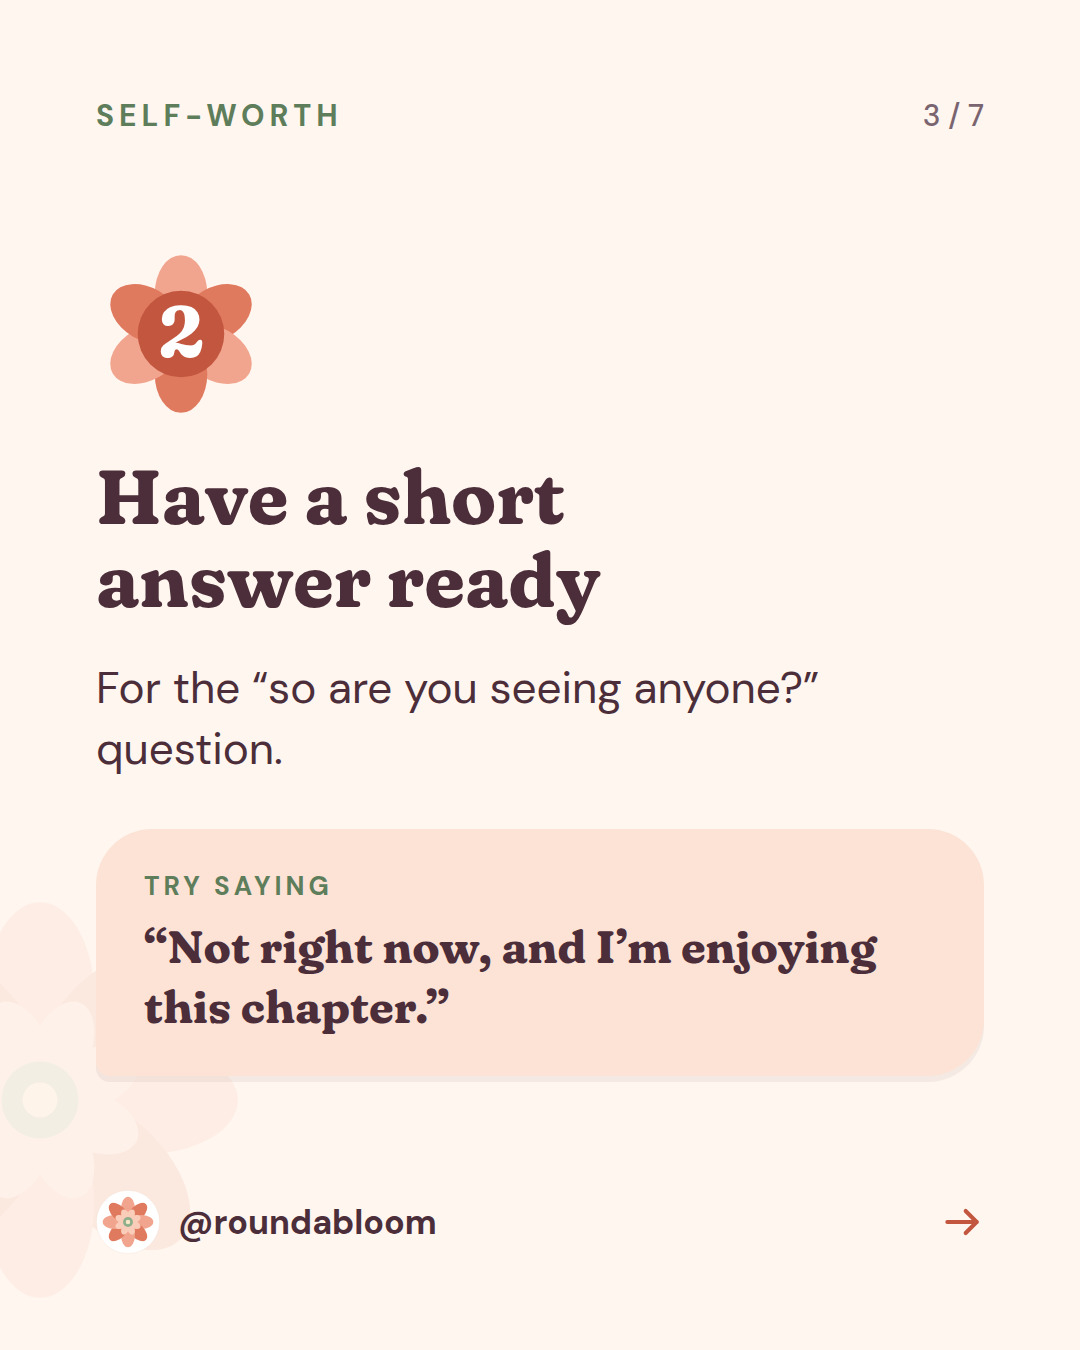 SELF-WORTH
3 / 7
2
Have a short
answer ready
For the “so are you seeing anyone?”
question.
TRY SAYING
“Not right now, and I’m enjoying
this chapter.”
@roundabloom